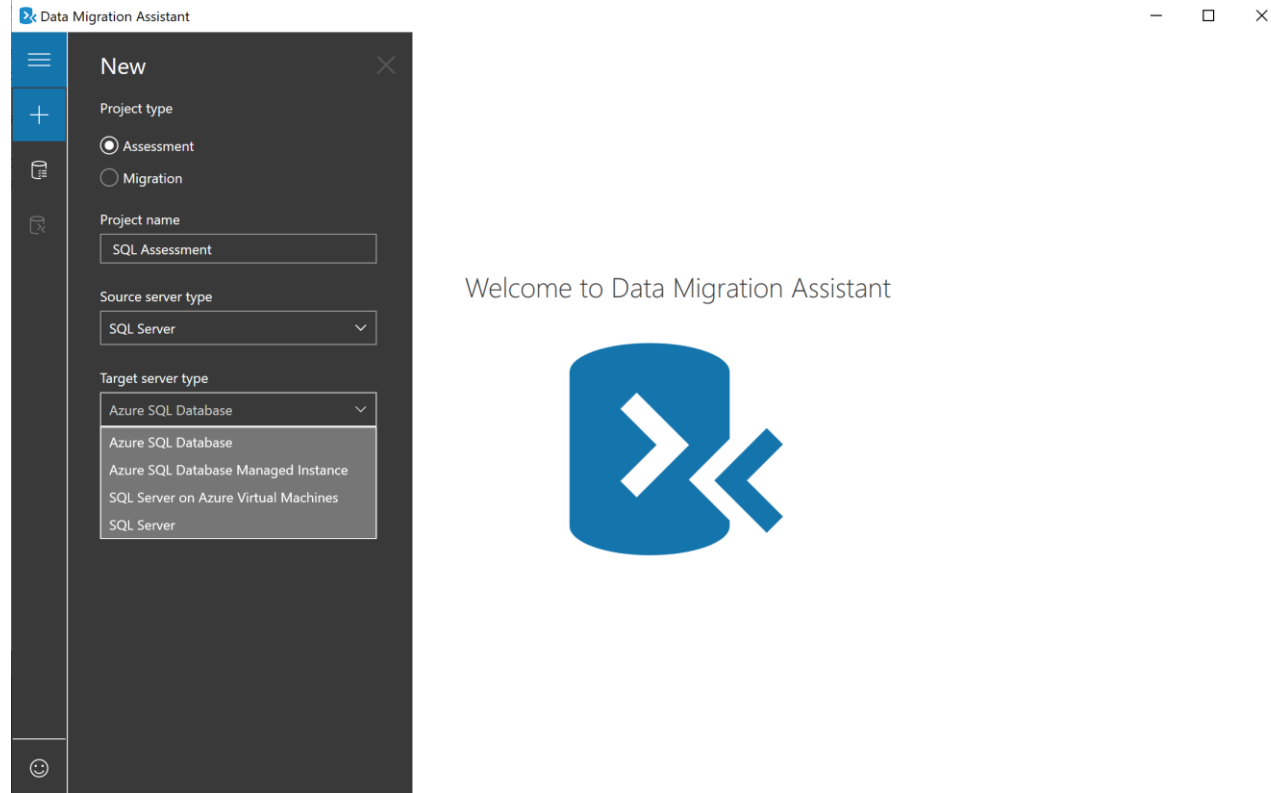 Data Migration Assistant
New
Project type
Assessment
Migration
Project name
SQL Assessment
Source server type
SQL Server
Target server type
Azure SQL Database
Azure SQL Database
Azure SQL Database Managed Instance
SQL Server on Azure Virtual Machines
SQL Server
Welcome to Data Migration Assistant